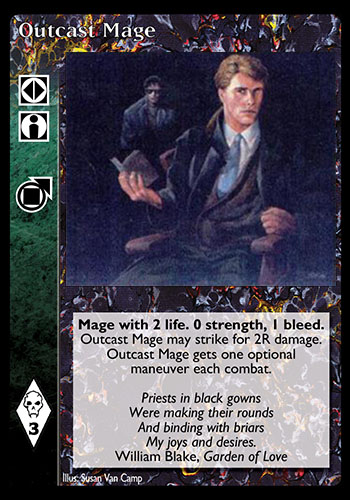 Outcast Mage
Mage with 2 life. 0 strength, 1 bleed.
Outcast Mage may strike for 2R damage.
Outcast Mage gets one optional
maneuver each combat.
Priests in black gowns
Were making their rounds
And binding with briars
My joys and desires.
William Blake, Garden of Love
3
Illus: Susan Van Camp